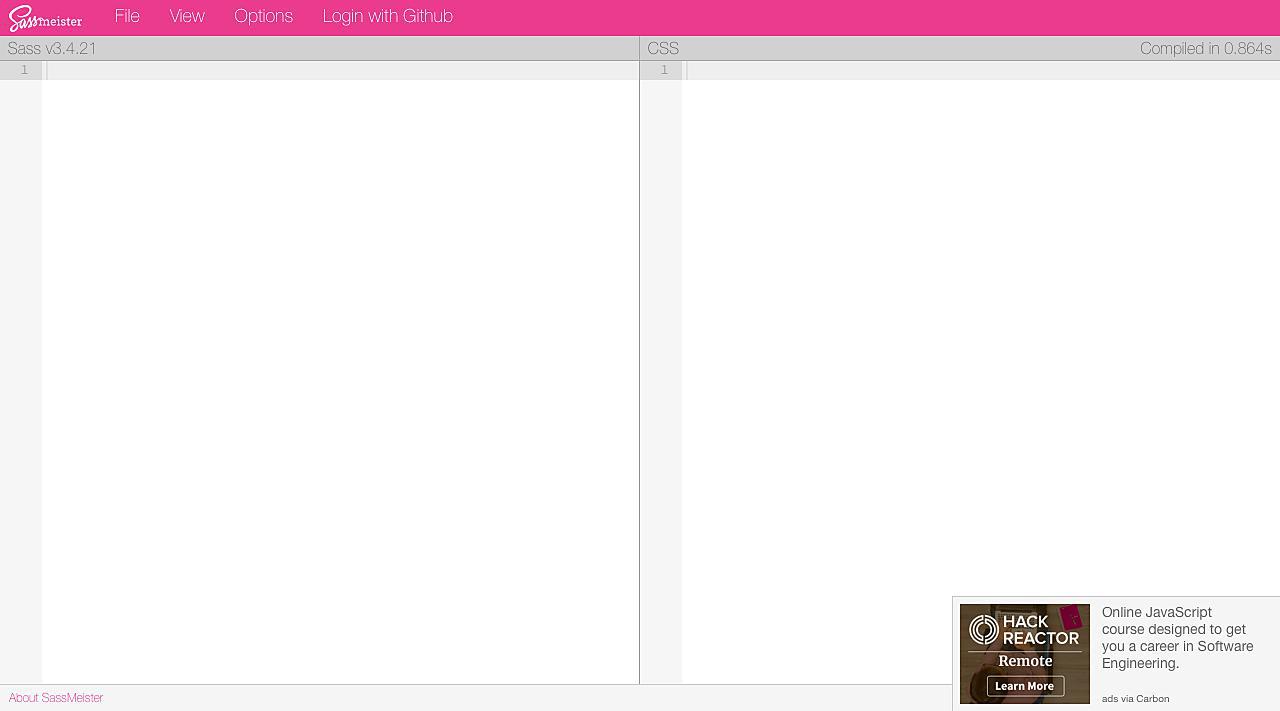 Sassmeister File View Options Login with Github
Sass v3.4.21
CSS Compiled in 0.864s
1
1
HACK
REACTOR
Remote
Learn More
Online JavaScript
course designed to get
you a career in Software
Engineering.
ads via Carbon
About SassMeister